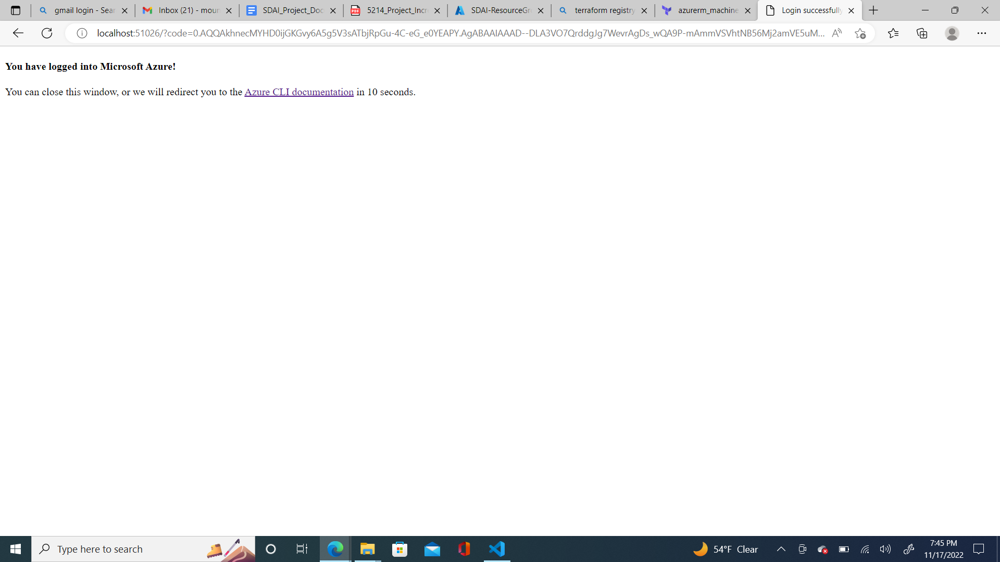 gmail login - Sear
Inbox (21) - moun
SDAI_Project_Doc
5214_Project_Incr
SDAI-ResourceGr
terraform registry
azurerm_machine
Login successfully
localhost:51026/?code=0.AQQAkhnecMYHD0ijGKGvy6A5g5V3sATbjRpGu-4C-eG_e0YEAPY.AgABAAIAAAD--DLA3VO7QrddgJg7WevrAgDs_wQA9P-mAmmVSVhtNB56Mj2amVE5uM...
You have logged into Microsoft Azure!
You can close this window, or we will redirect you to the Azure CLI documentation in 10 seconds.
Type here to search
54°F Clear
7:45 PM
11/17/2022